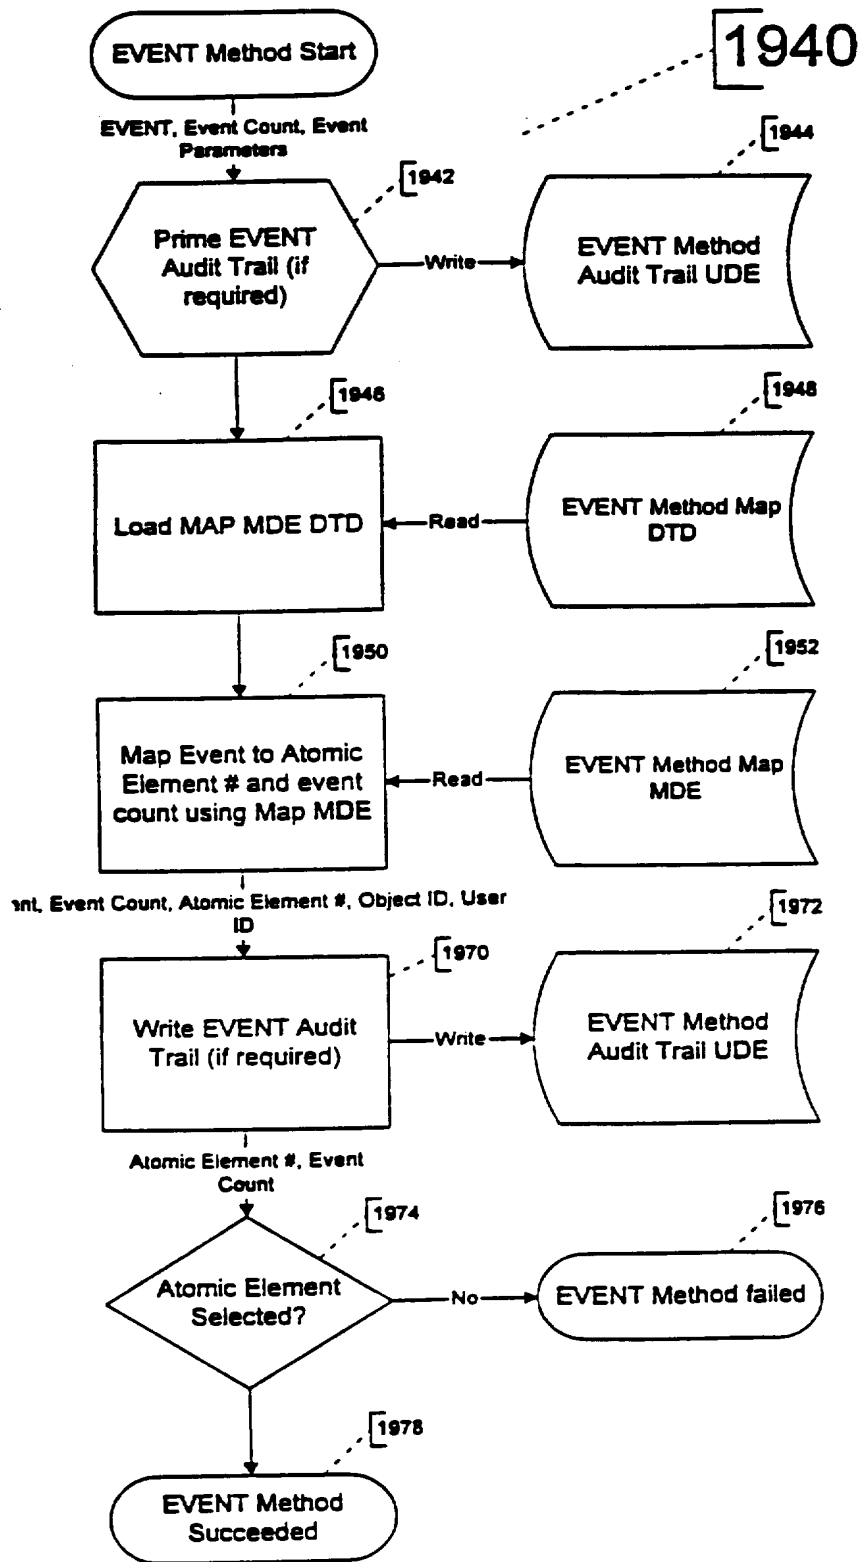 EVENT Method Start
1940
EVENT, Event Count, Event
Parameters
1942
1944
Prime EVENT
Audit Trail (if
required)
Write
EVENT Method
Audit Trail UDE
1946
1948
Load MAP MDE DTD
Read
EVENT Method Map
DTD
1950
1952
Map Event to Atomic
Element # and event
count using Map MDE
Read
EVENT Method Map
MDE
Event Count, Atomic Element #, Object ID, User
ID
1970
1972
Write EVENT Audit
Trail (if required)
Write
EVENT Method
Audit Trail UDE
Atomic Element #, Event
Count
1974
1976
Atomic Element
Selected?
No
EVENT Method failed
1978
EVENT Method
Succeeded